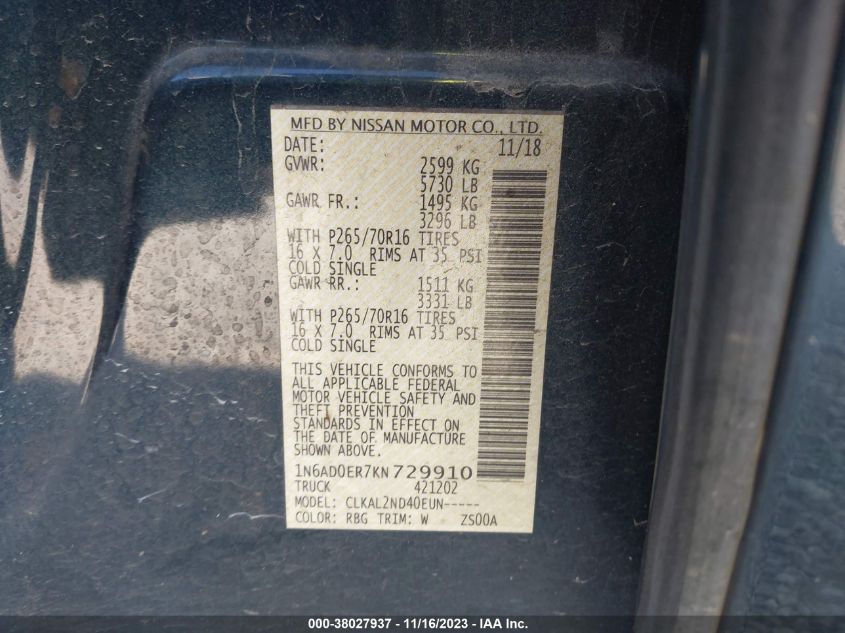 MFD BY NISSAN MOTOR CO., LTD.
DATE: 11/18
GVWR: 2599 KG
5730 LB
GAWR FR.: 1495 KG
3296 LB
WITH P265/70R16 TIRES
16 X 7.0 RIMS AT 35 PSI
COLD SINGLE
GAWR RR.: 1511 KG
3331 LB
WITH P265/70R16 TIRES
16 X 7.0 RIMS AT 35 PSI
COLD SINGLE
THIS VEHICLE CONFORMS TO
ALL APPLICABLE FEDERAL
MOTOR VEHICLE SAFETY AND
THEFT PREVENTION
STANDARDS IN EFFECT ON
THE DATE OF MANUFACTURE
SHOWN ABOVE.
1N6AD0ER7KN729910
TRUCK 421202
MODEL: CLKAL2ND40EUN-----
COLOR: RBG TRIM: W ZS00A
000-38027937 - 11/16/2023 - IAA Inc.